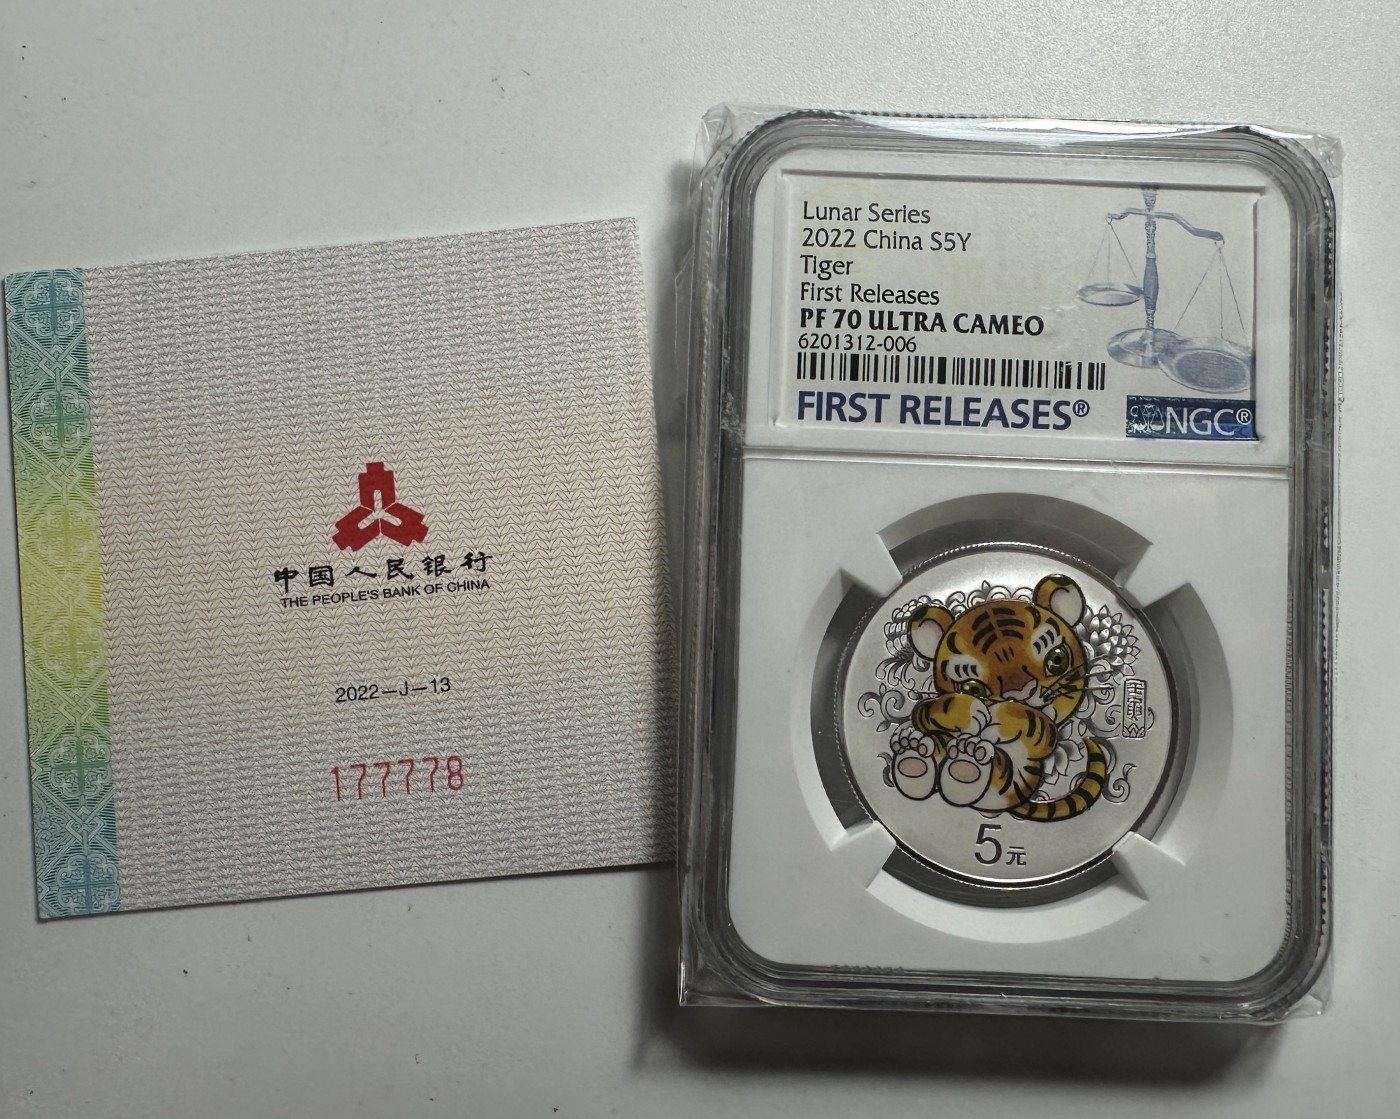 中国人民银行
THE PEOPLE'S BANK OF CHINA
2022—J—13
177778
Lunar Series
2022 China S5Y
Tiger
First Releases
PF 70 ULTRA CAMEO
6201312-006
FIRST RELEASES®
NGC®
5元